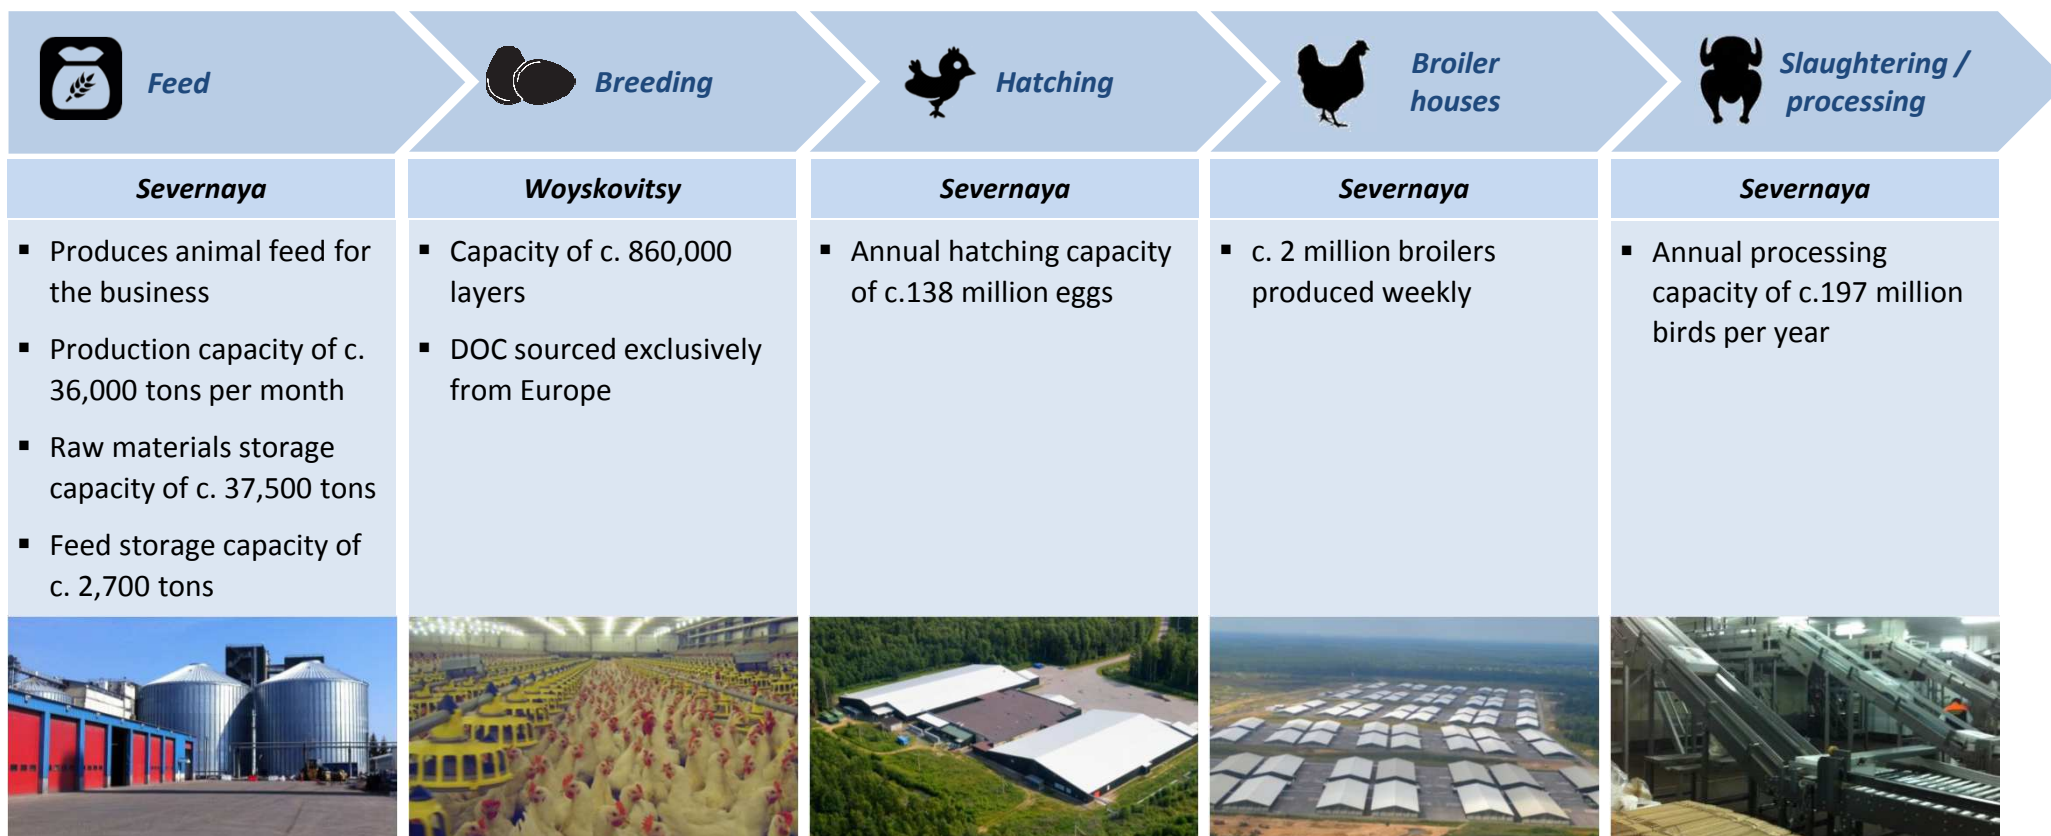 Feed
Breeding
Hatching
Broiler
houses
Slaughtering /
processing
Severnaya
Woyskovitsy
Severnaya
Severnaya
Severnaya
▪ Produces animal feed for
the business
▪ Production capacity of c.
36,000 tons per month
▪ Raw materials storage
capacity of c. 37,500 tons
▪ Feed storage capacity of
c. 2,700 tons
▪ Capacity of c. 860,000
layers
▪ DOC sourced exclusively
from Europe
▪ Annual hatching capacity
of c.138 million eggs
▪ c. 2 million broilers
produced weekly
▪ Annual processing
capacity of c.197 million
birds per year